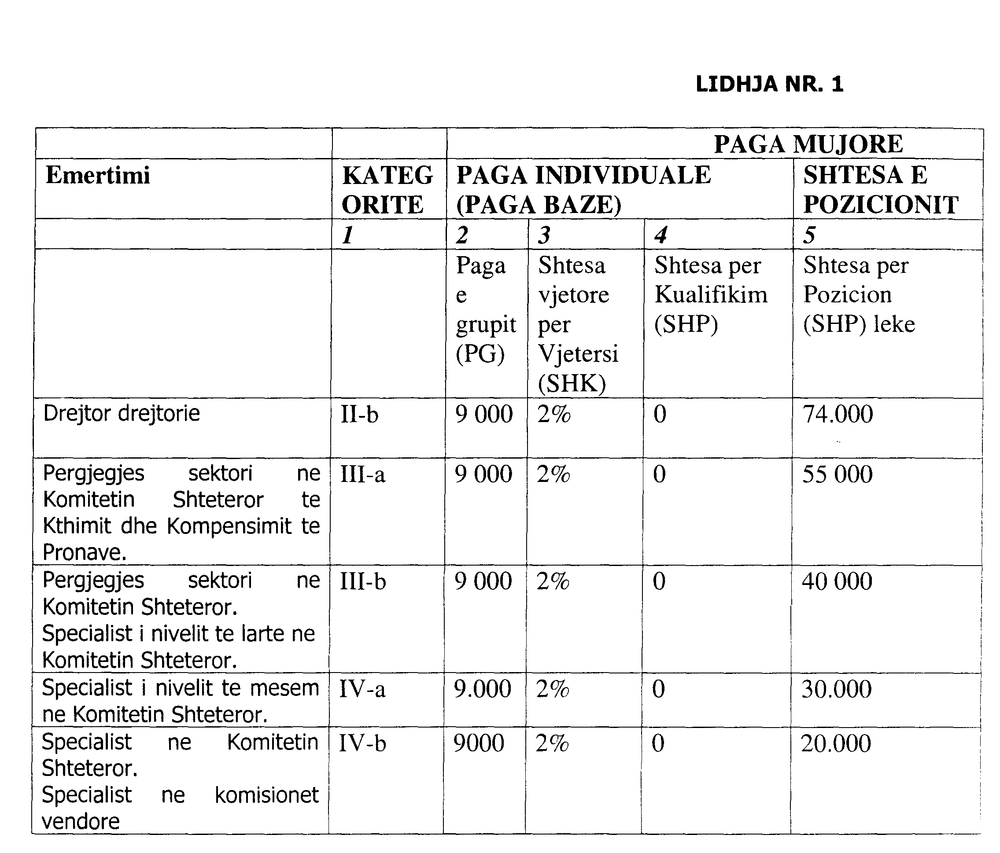 LIDHJA NR. 1
PAGA MUJORE
Emertimi KATEG PAGA INDIVIDUALE SHTESA E
ORITE (PAGA BAZE) POZICIONIT
1 2 3 4 5
Paga Shtesa Shtesa per Shtesa per
e vjetore Kualifikim Pozicion
grupit per (SHP) (SHP) leke
(PG) Vjetersi
(SHK)
Drejtor drejtorie II-b 9 000 2% 0 74.000
Pergjegjes sektori ne III-a 9 000 2% 0 55 000
Komitetin Shteteror te
Kthimit dhe Kompensimit te
Pronave.
Pergjegjes sektori ne III-b 9 000 2% 0 40 000
Komitetin Shteteror.
Specialist i nivelit te larte ne
Komitetin Shteteror.
Specialist i nivelit te mesem IV-a 9.000 2% 0 30.000
ne Komitetin Shteteror.
Specialist ne Komitetin IV-b 9000 2% 0 20.000
Shteteror.
Specialist ne komisionet
vendore